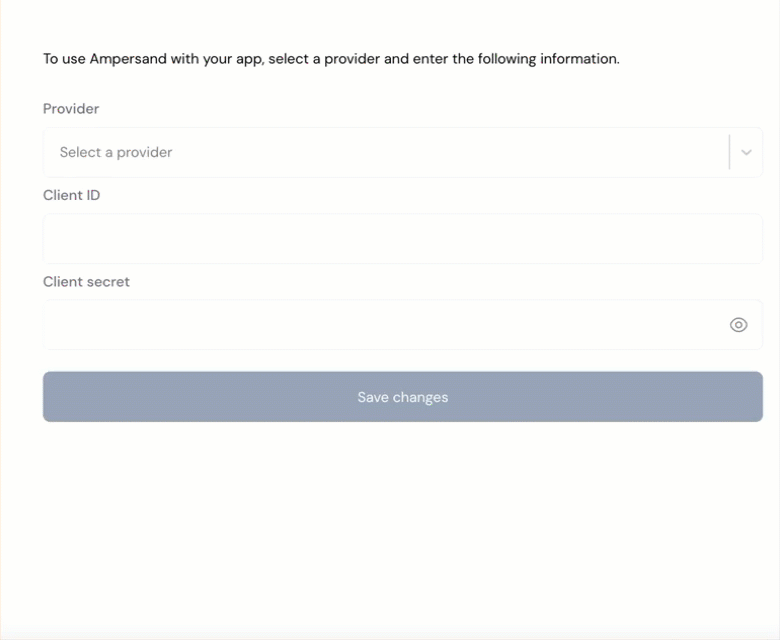 To use Ampersand with your app, select a provider and enter the following information.
Provider
Select a provider
Client ID
Client secret
Save changes